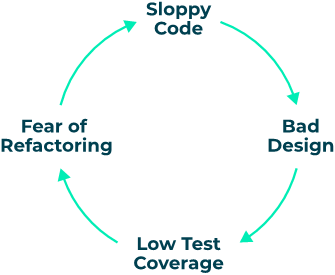 Sloppy
Code
Bad
Design
Low Test
Coverage
Fear of
Refactoring